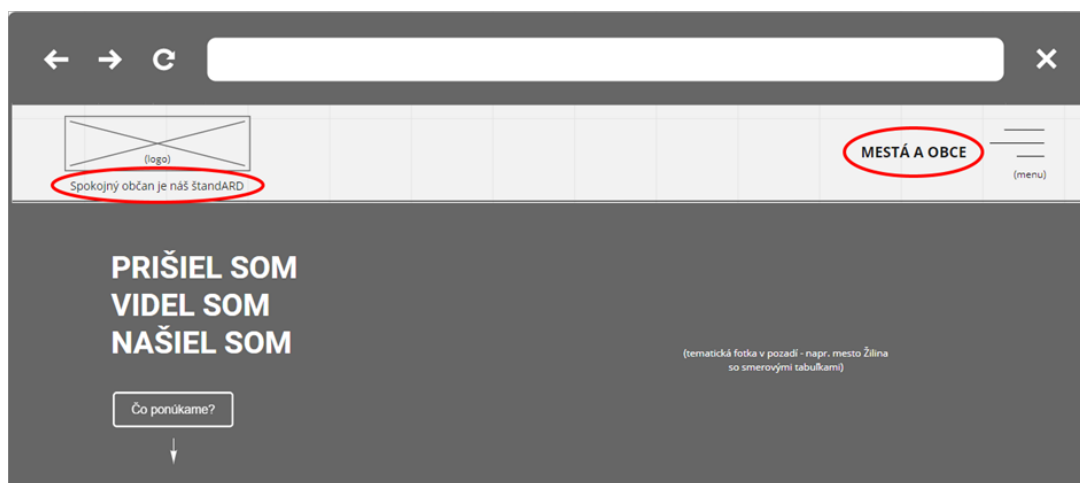 (logo)
Spokojný občan je náš štandARD
MESTÁ A OBCE
(menu)
PRIŠIEL SOM
VIDEL SOM
NAŠIEL SOM
(tematická fotka v pozadí - napr. mesto Žilina
so smerovými tabuľkami)
Čo ponúkame?